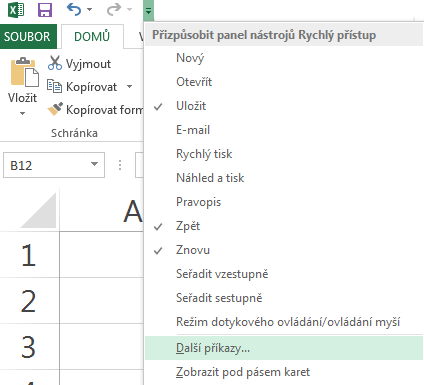 SOUBOR DOMŮ
Přizpůsobit panel nástrojů Rychlý přístup
Nový
Otevřít
Uložit
E-mail
Rychlý tisk
Náhled a tisk
Pravopis
Zpět
Znovu
Seřadit vzestupně
Seřadit sestupně
Režim dotykového ovládání/ovládání myší
Další příkazy...
Zobrazit pod pásem karet
Vložit
Vyjmout
Kopírovat
Kopírovat form
Schránka
B12
A
1
2
3
4